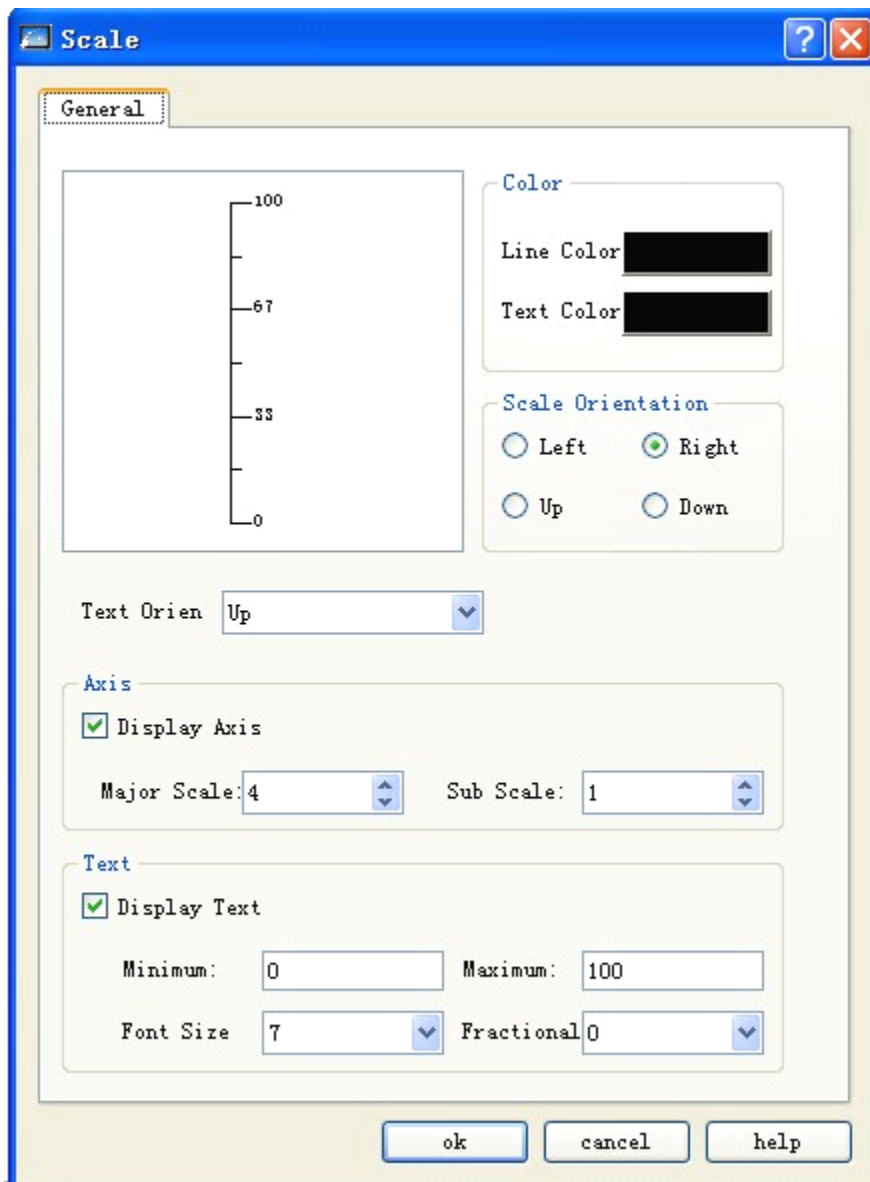 Scale
General
100
67
33
0
Color
Line Color
Text Color
Scale Orientation
Left Right
Up Down
Text Orien Up
Axis
Display Axis
Major Scale: 4 Sub Scale: 1
Text
Display Text
Minimum: 0 Maximum: 100
Font Size 7 Fractional 0
ok cancel help